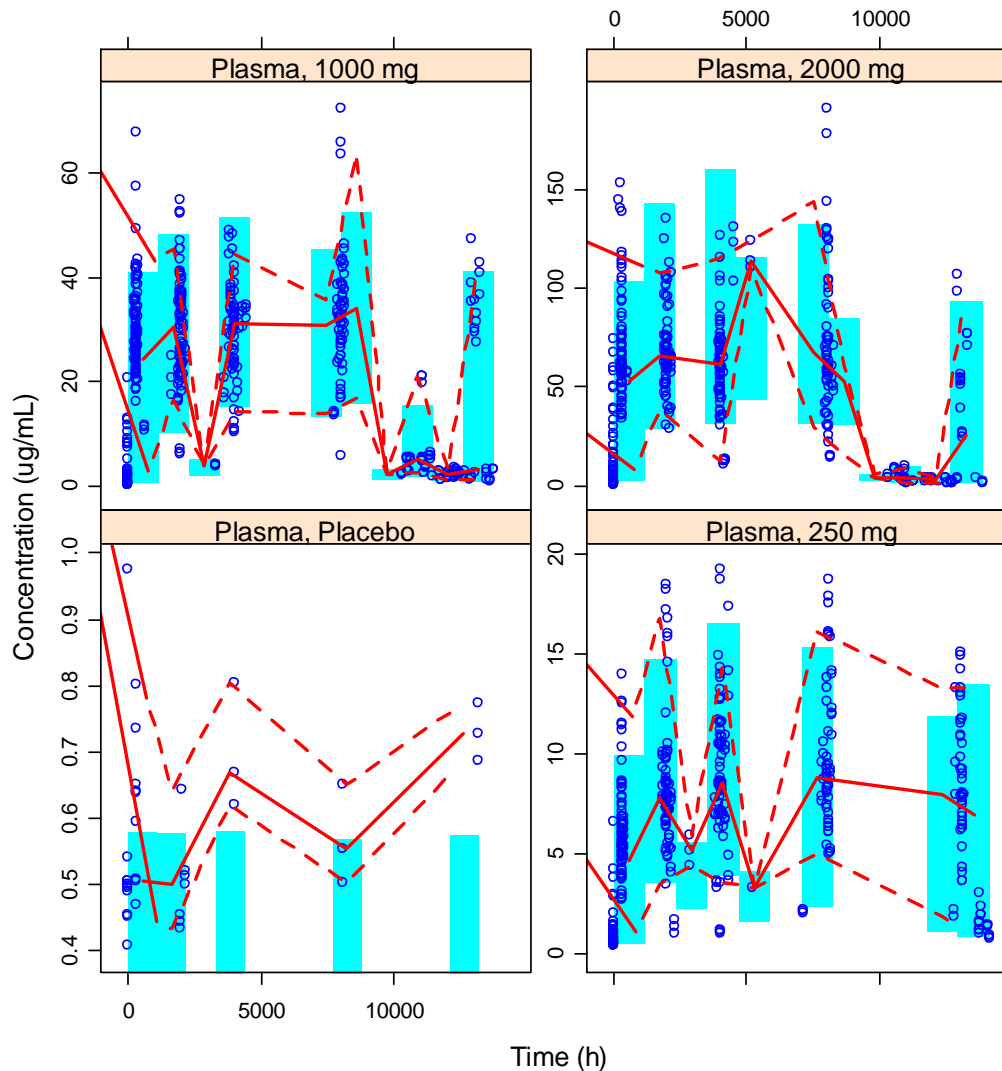 0 5000 10000
Plasma, 1000 mg
Plasma, 2000 mg
60
40
20
0
150
100
50
0
Plasma, Placebo
Plasma, 250 mg
1.0
0.9
0.8
0.7
0.6
0.5
0.4
20
15
10
5
0
0 5000 10000
Concentration (ug/mL)
Time (h)